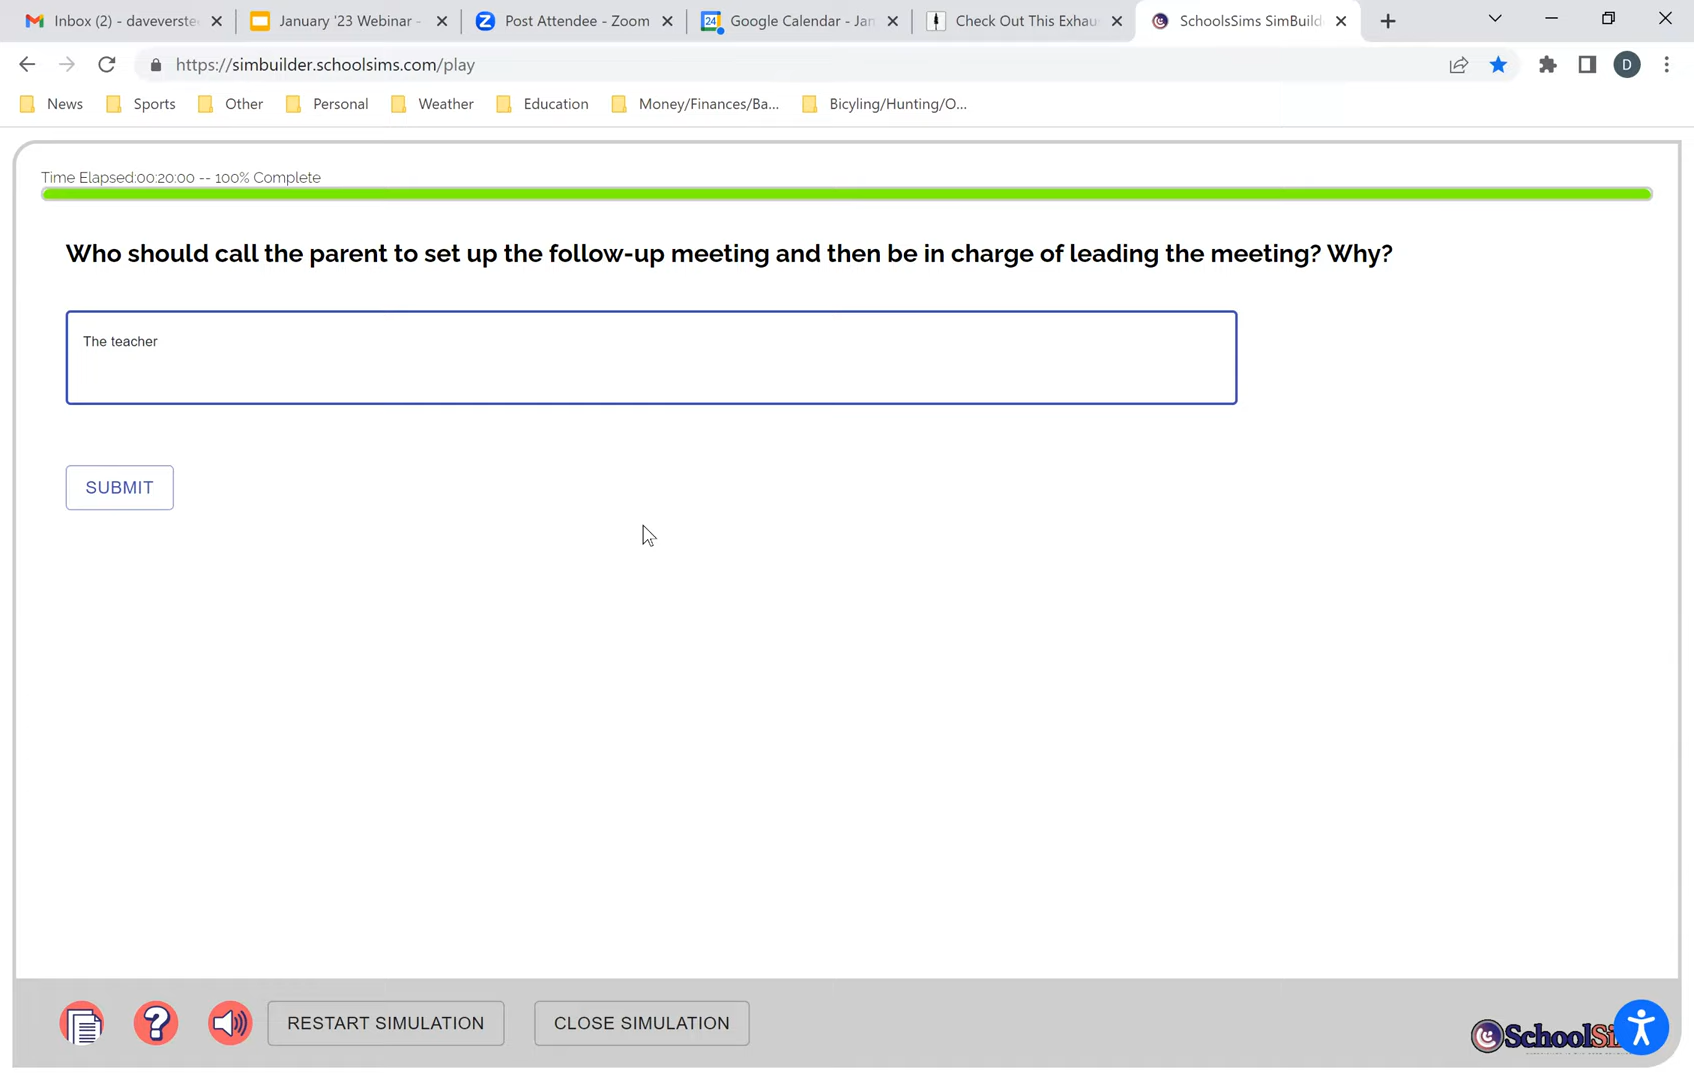 Inbox (2) - daveverste
January '23 Webinar -
Post Attendee - Zoom
Google Calendar - Jan
Check Out This Exhau
SchoolsSims SimBuild
https://simbuilder.schoolsims.com/play
D
News
Sports
Other
Personal
Weather
Education
Money/Finances/Ba...
Bicyling/Hunting/O...
Time Elapsed:00:20:00 -- 100% Complete
Who should call the parent to set up the follow-up meeting and then be in charge of leading the meeting? Why?
The teacher
SUBMIT
RESTART SIMULATION
CLOSE SIMULATION
SchoolSi